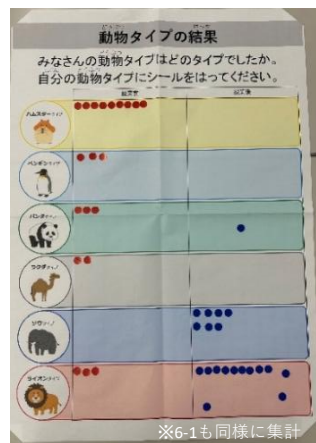 動物タイプの結果
みなさんの動物タイプはどのタイプでしたか。
自分の動物タイプにシールをはってください。
ハムスタータイプ
ペンギンタイプ
パンダタイプ
ラクダタイプ
ゾウタイプ
ライオンタイプ
※6-1も同様に集計